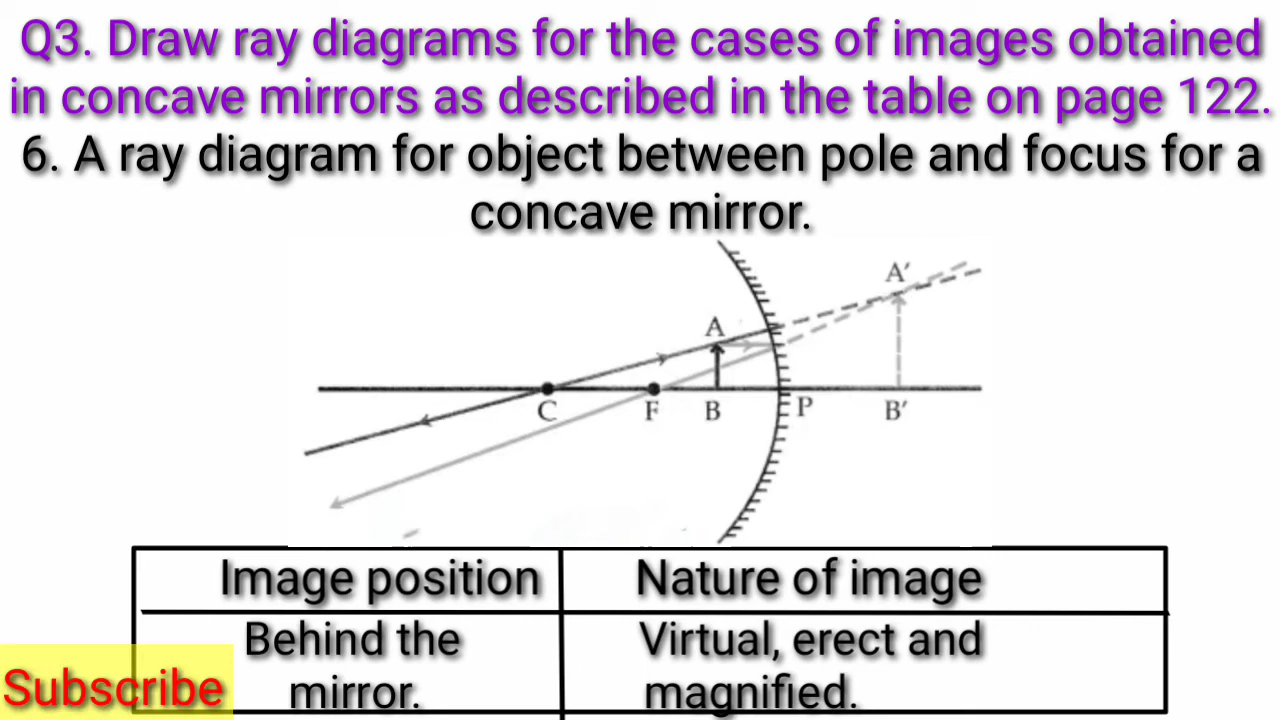 Q3. Draw ray diagrams for the cases of images obtained
in concave mirrors as described in the table on page 122.
6. A ray diagram for object between pole and focus for a
concave mirror.
A′
A
C F B P B′
Image position Nature of image
Behind the Virtual, erect and
mirror. magnified.
Subscribe